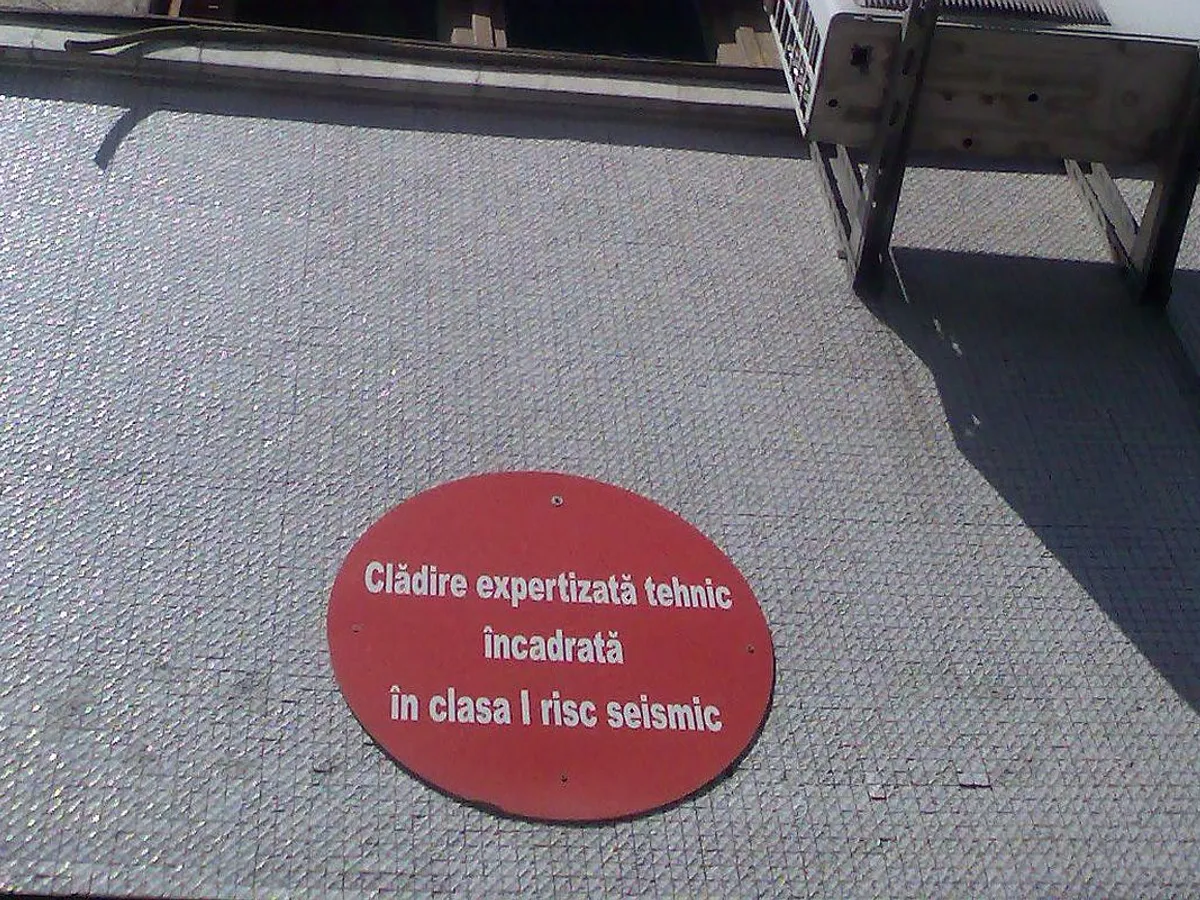 Clădire expertizată tehnic
încadrată
în clasa I risc seismic